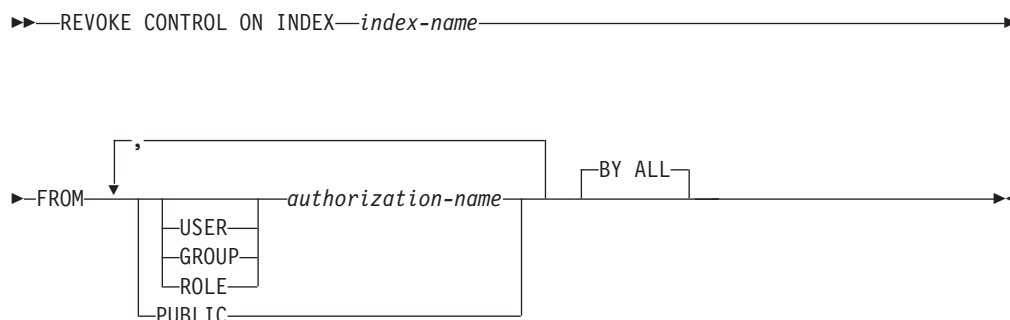 REVOKE CONTROL ON INDEX index-name
,
BY ALL
FROM authorization-name
USER
GROUP
ROLE
PUBLIC